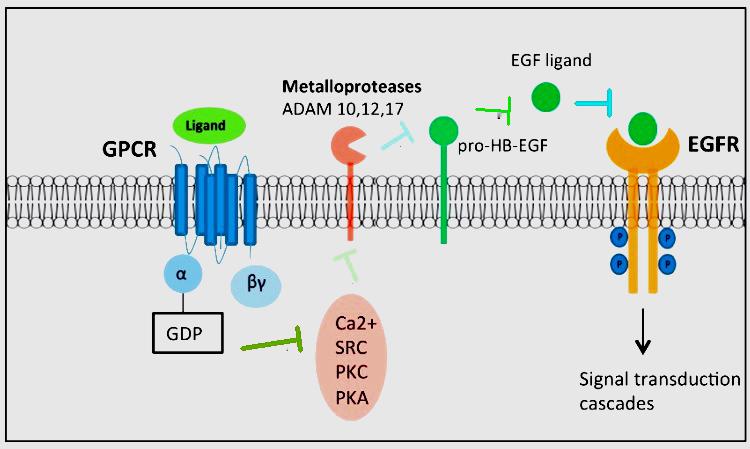 EGF ligand
Metalloproteases
ADAM 10,12,17
Ligand
GPCR
pro-HB-EGF
EGFR
P
P
P
P
α
βγ
GDP
Ca2+
SRC
PKC
PKA
Signal transduction
cascades